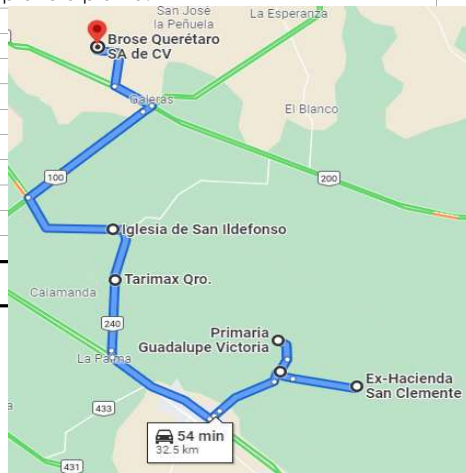 San José
la Peñuela
La Esperanza
Brose Querétaro
SA de CV
Galeras
El Blanco
100
200
Iglesia de San Ildefonso
Tarimax Qro.
Calamanda
240
Primaria
Guadalupe Victoria
La Palma
Ex-Hacienda
San Clemente
433
54 min
32.5 km
431